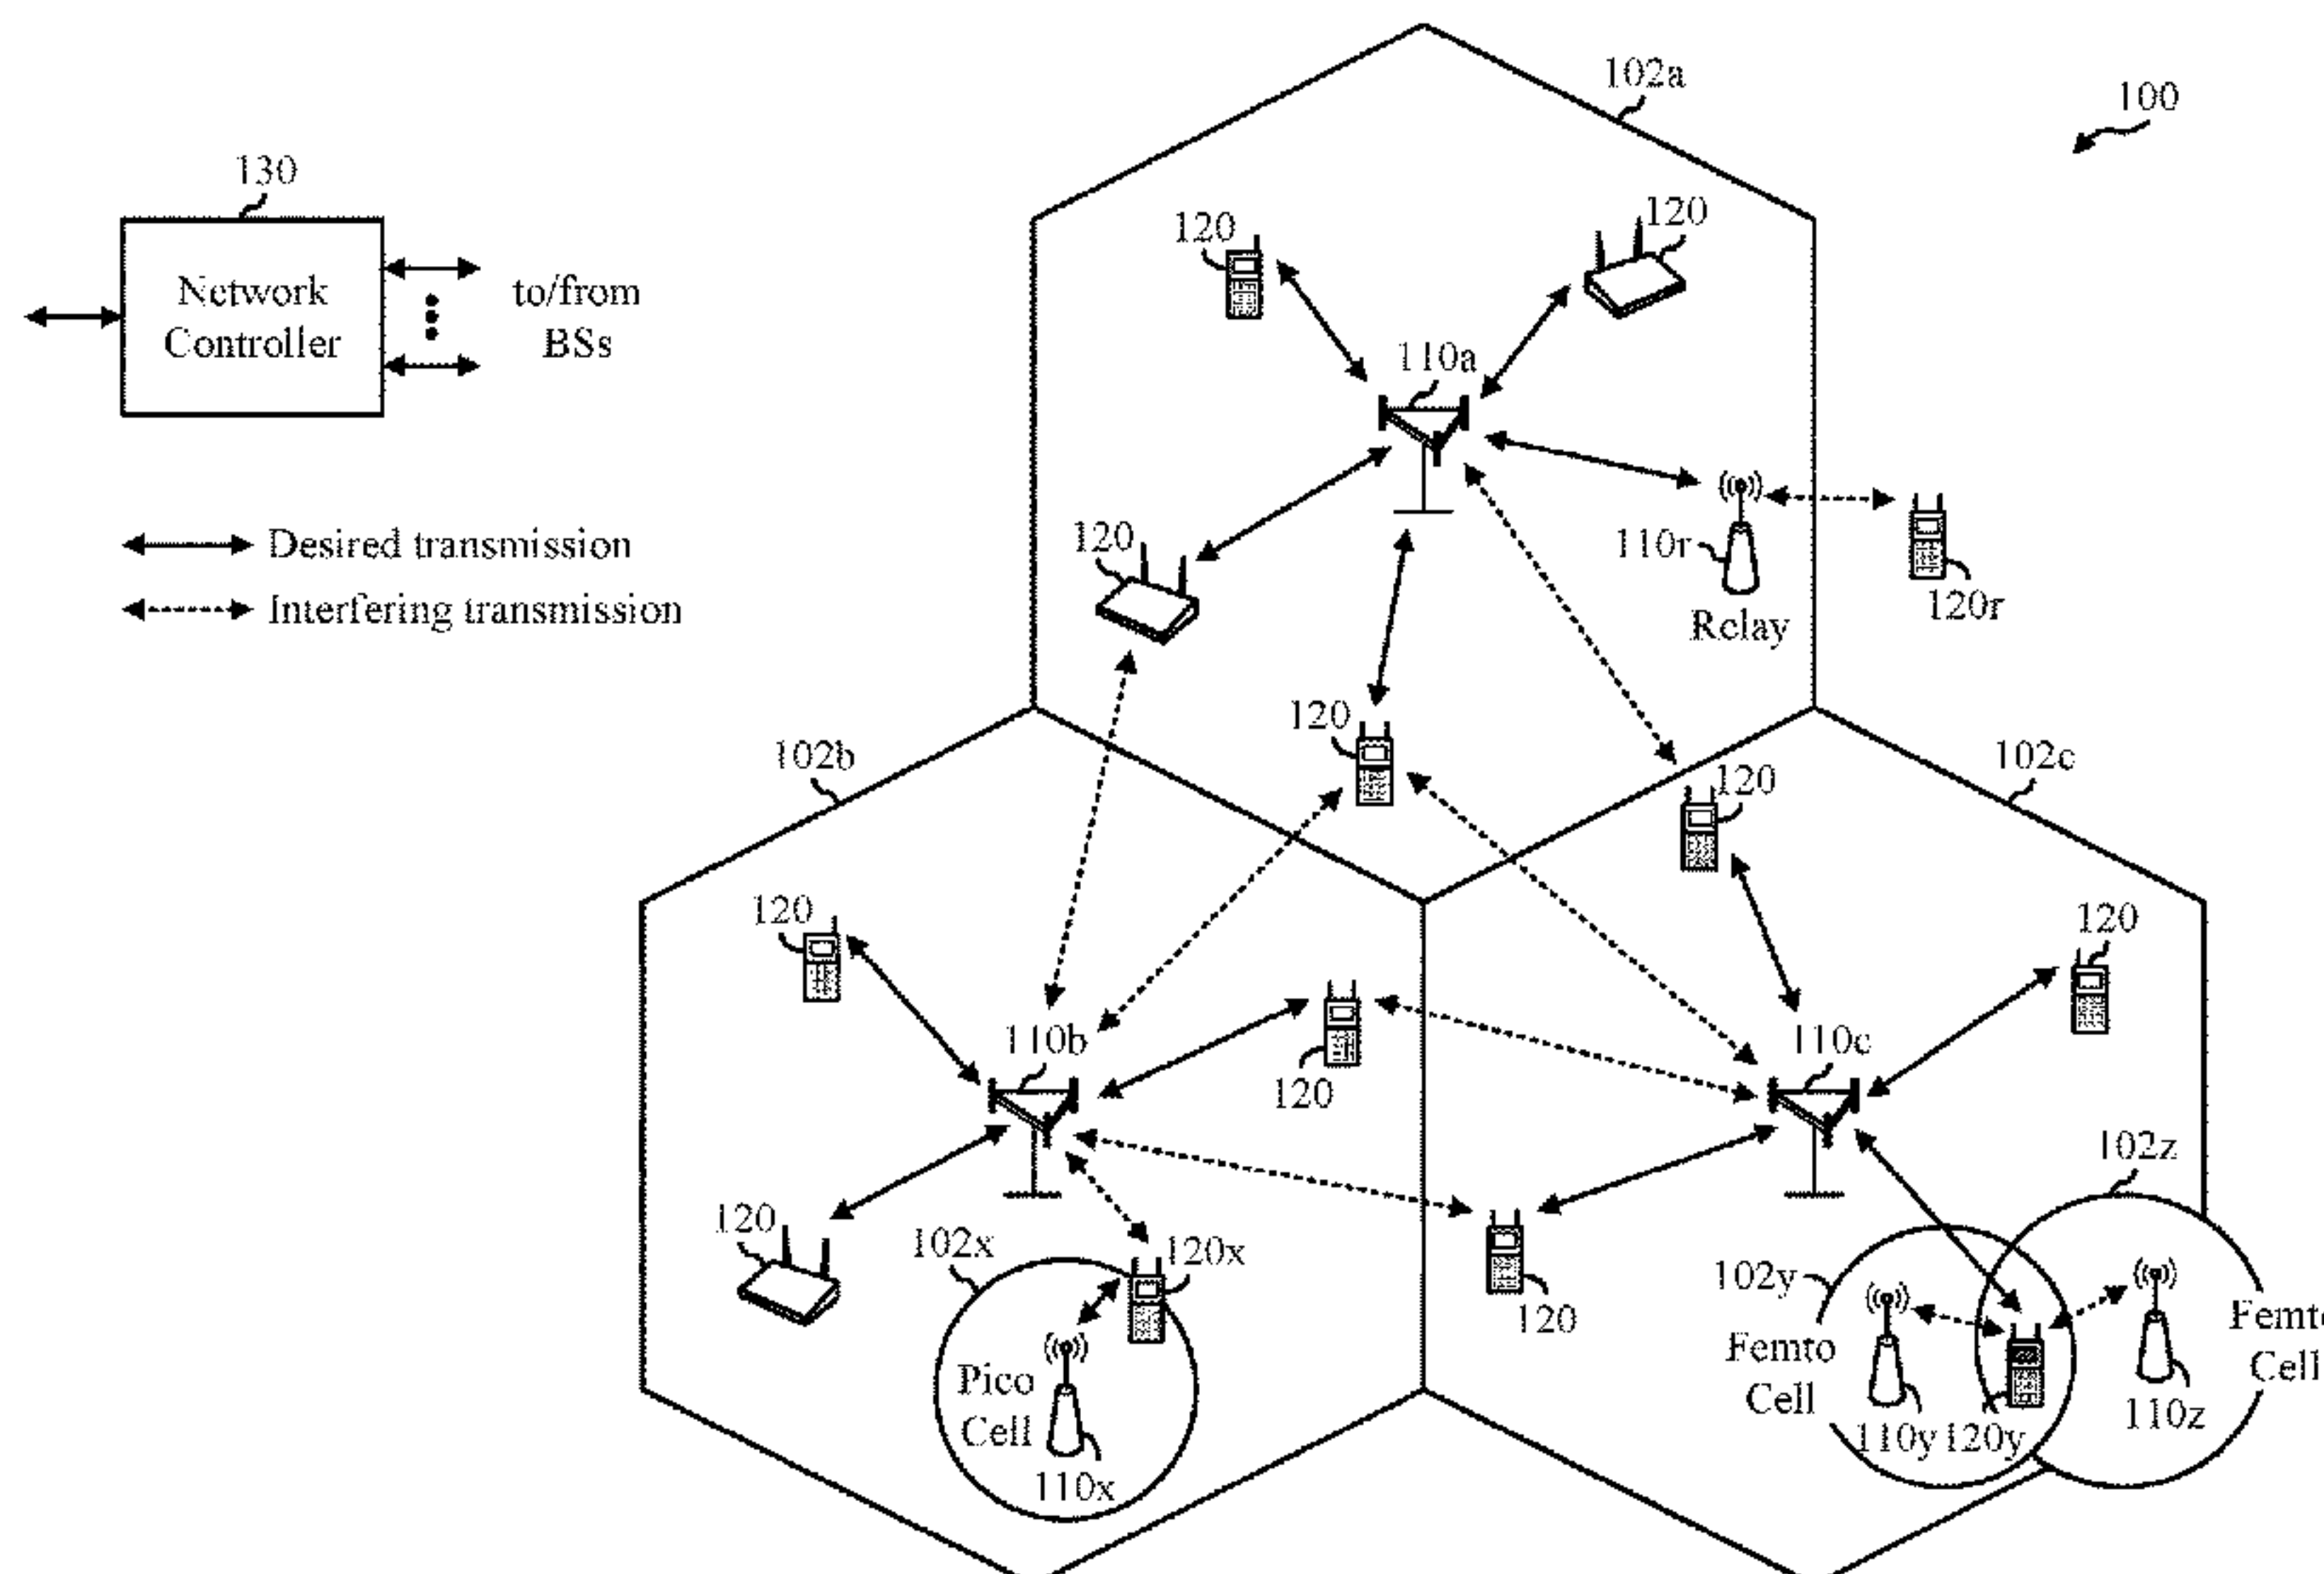 102a
100
130
120
120
Network
Controller
to/from
BSs
110a
Desired transmission
Interfering transmission
120
110r
120r
Relay
120
102b
102c
120
120
120
110b
110c
120
102z
120
102x
120x
102y
120
Pico
Cell
Femto
Cell
Femt
Cell
110x
110y
120y
110z